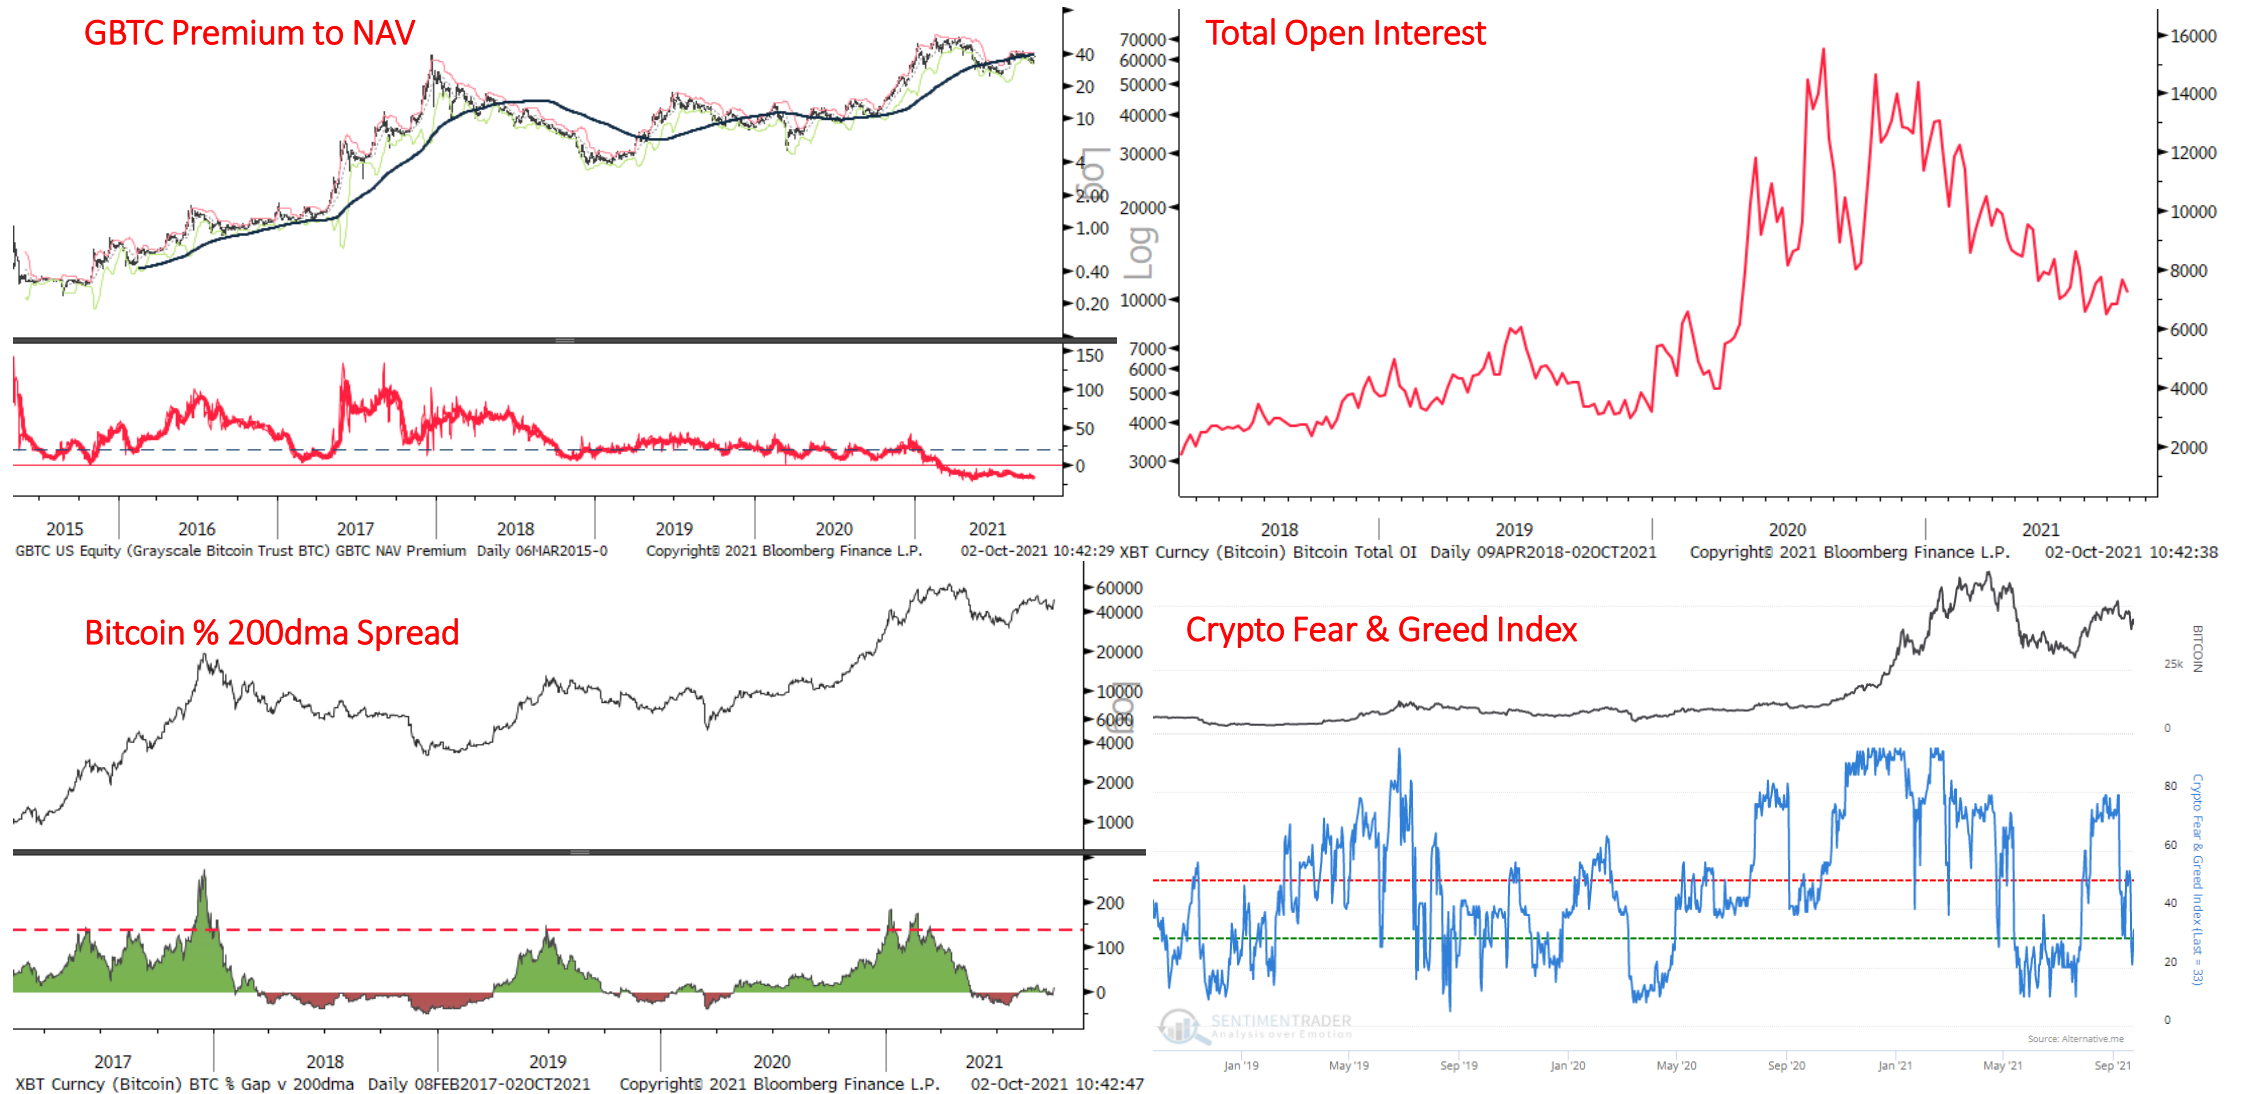 GBTC Premium to NAV
40
20
10
4
2.00
1.00
0.40
0.20
Log
150
100
50
0
2015 2016 2017 2018 2019 2020 2021
GBTC US Equity (Grayscale Bitcoin Trust BTC) GBTC NAV Premium Daily 06MAR2015-0 Copyright© 2021 Bloomberg Finance L.P. 02-Oct-2021 10:42:29
Total Open Interest
70000
60000
50000
40000
30000
20000
10000
7000
6000
5000
4000
3000
Log
16000
14000
12000
10000
8000
6000
4000
2000
2018 2019 2020 2021
XBT Curncy (Bitcoin) Bitcoin Total OI Daily 09APR2018-02OCT2021 Copyright© 2021 Bloomberg Finance L.P. 02-Oct-2021 10:42:38
Bitcoin % 200dma Spread
60000
40000
20000
10000
6000
4000
2000
1000
Log
200
100
0
2017 2018 2019 2020 2021
XBT Curncy (Bitcoin) BTC % Gap v 200dma Daily 08FEB2017-02OCT2021 Copyright© 2021 Bloomberg Finance L.P. 02-Oct-2021 10:42:47
Crypto Fear & Greed Index
BITCOIN
25k
0
80
60
40
20
0
Crypto Fear & Greed Index (Last = 33)
SENTIMENTRADER
Analysis over Emotion
Source: Alternative.me
Jan '19 May '19 Sep '19 Jan '20 May '20 Sep '20 Jan '21 May '21 Sep '21